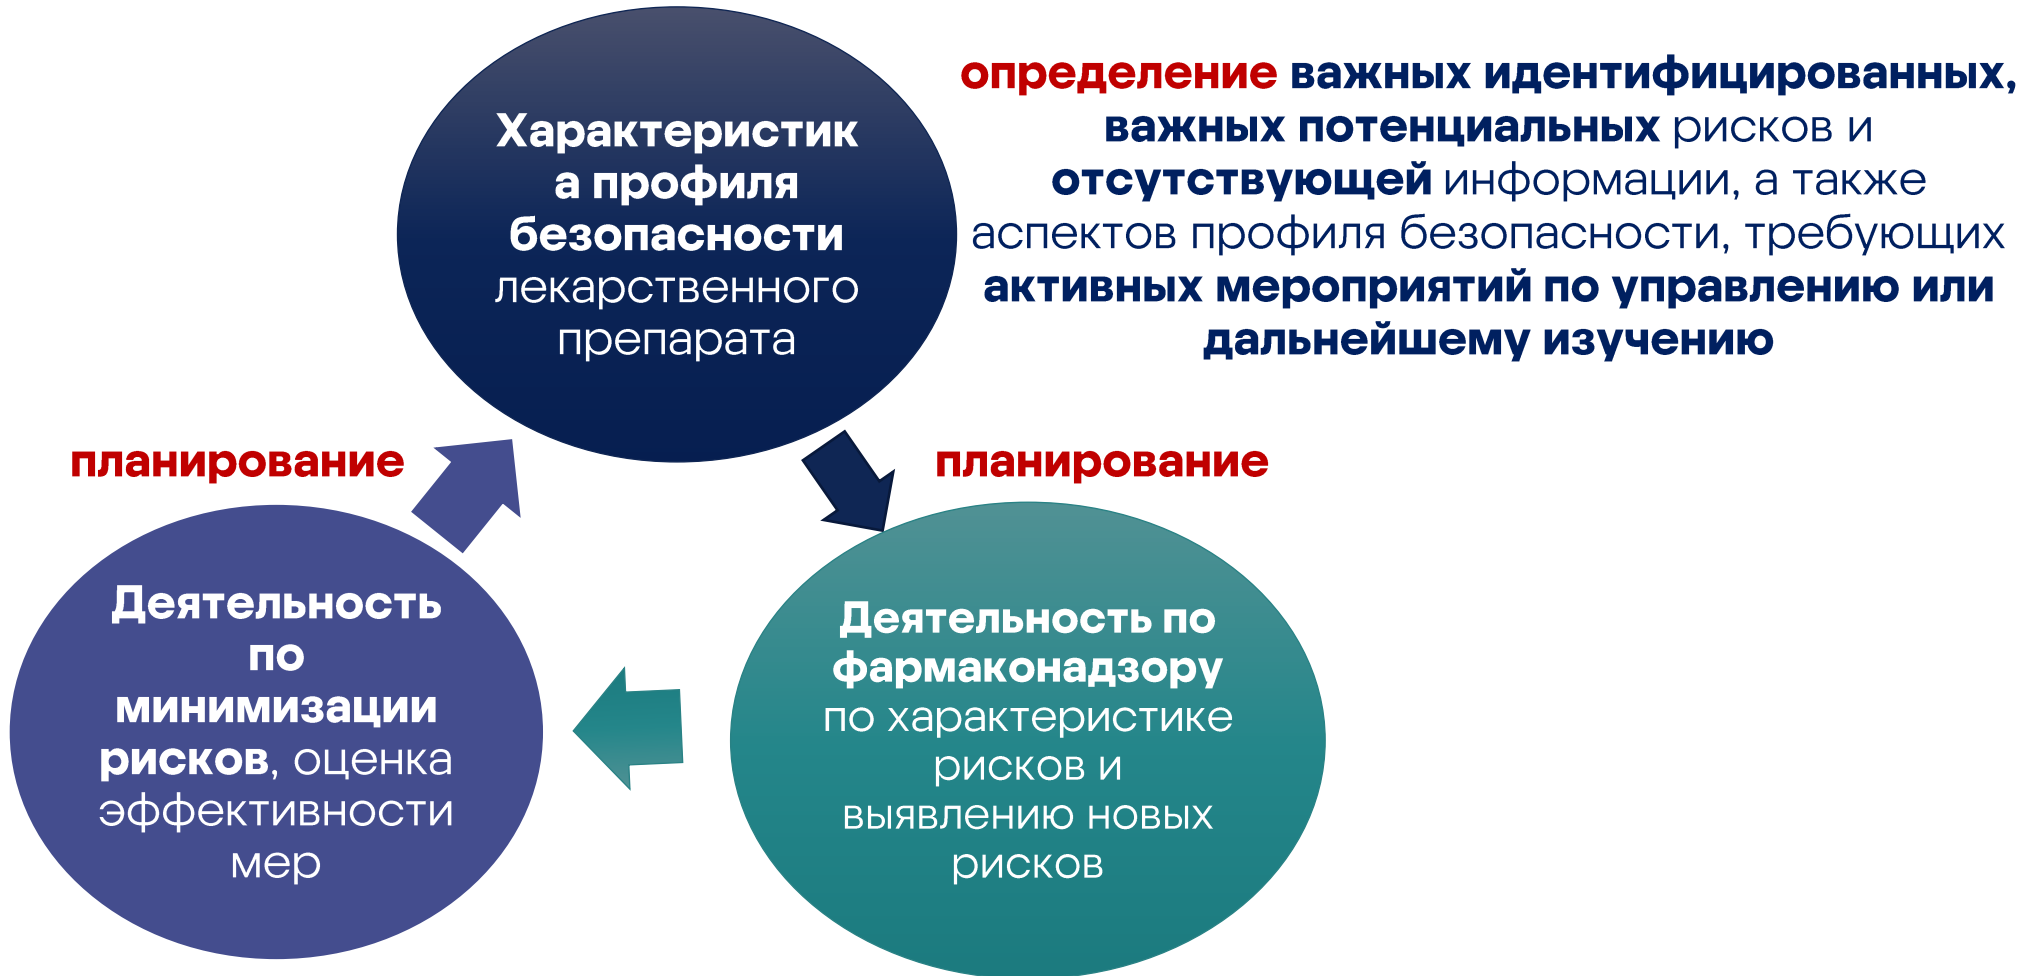 Характеристик
а профиля
безопасности
лекарственного
препарата
определение важных идентифицированных,
важных потенциальных рисков и
отсутствующей информации, а также
аспектов профиля безопасности, требующих
активных мероприятий по управлению или
дальнейшему изучению
планирование
планирование
Деятельность
по
минимизации
рисков, оценка
эффективности
мер
Деятельность по
фармаконадзору
по характеристике
рисков и
выявлению новых
рисков